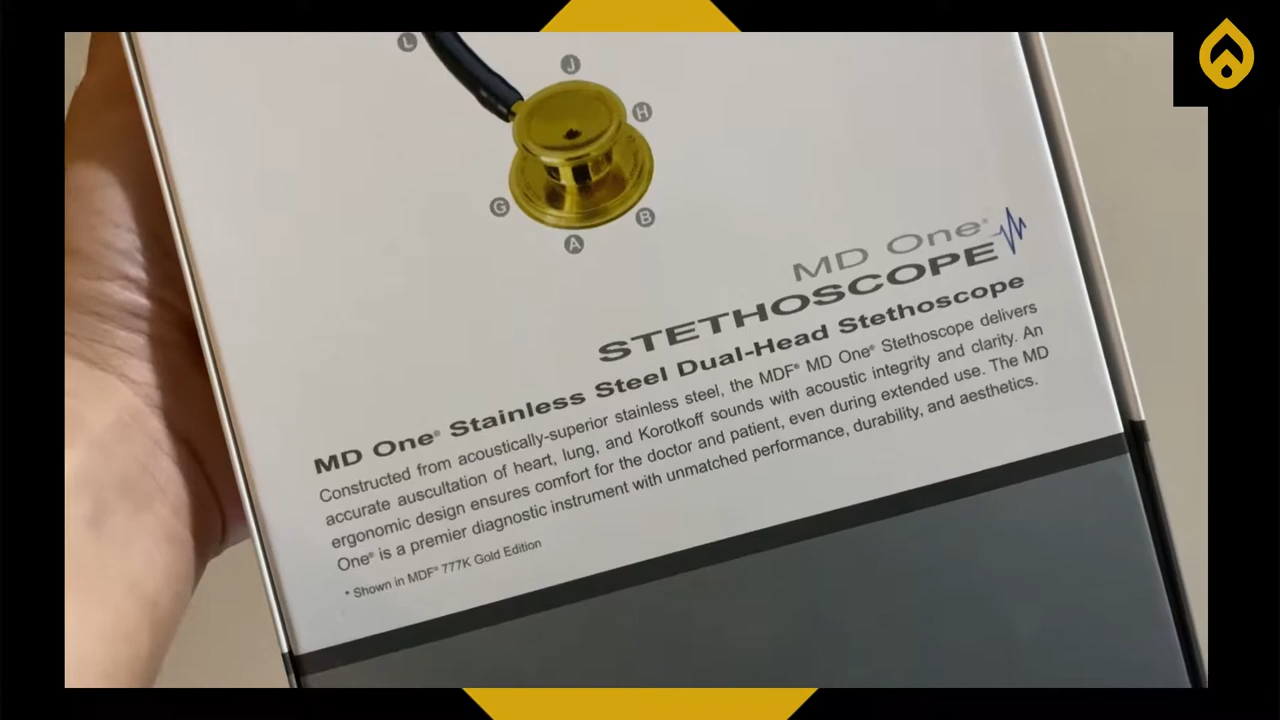 L
J
H
G
B
A
MD One®
STETHOSCOPE
MD One® Stainless Steel Dual-Head Stethoscope
Constructed from acoustically-superior stainless steel, the MDF® MD One® Stethoscope delivers
accurate auscultation of heart, lung, and Korotkoff sounds with acoustic integrity and clarity. An
ergonomic design ensures comfort for the doctor and patient, even during extended use. The MD
One® is a premier diagnostic instrument with unmatched performance, durability, and aesthetics.
* Shown in MDF® 777K Gold Edition